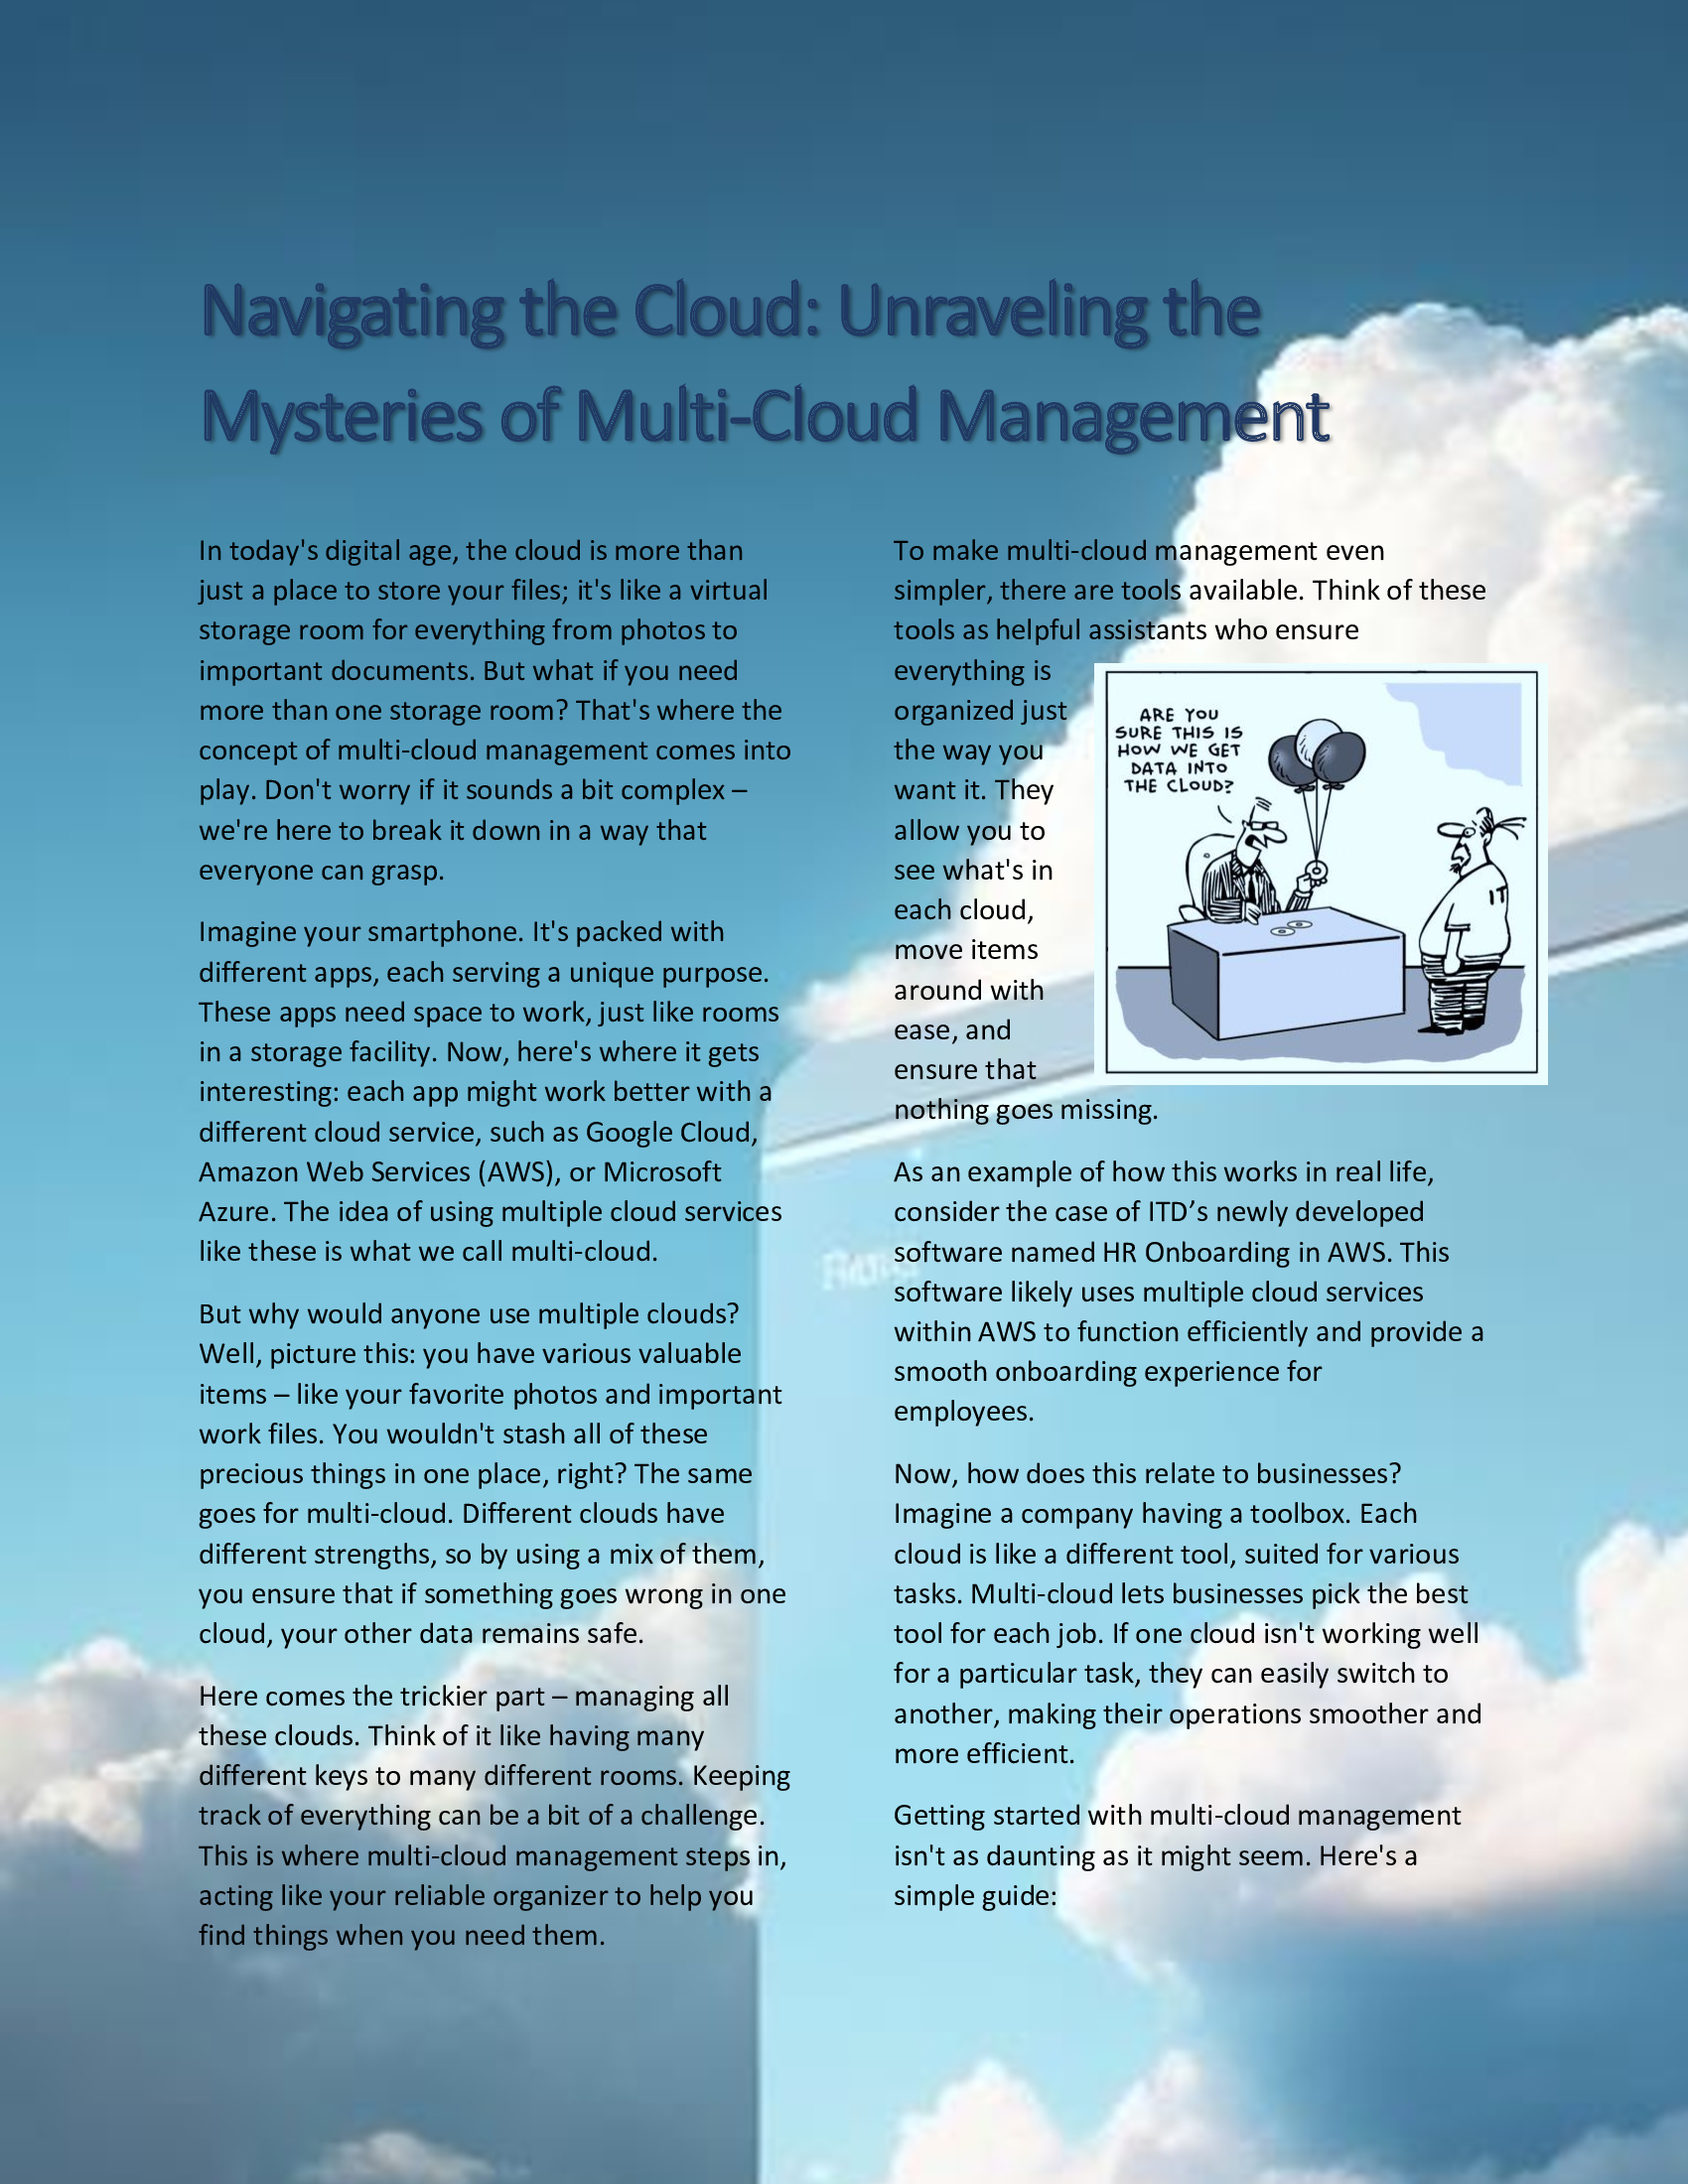 Navigating the Cloud: Unraveling the
Mysteries of Multi-Cloud Management
In today's digital age, the cloud is more than
just a place to store your files; it's like a virtual
storage room for everything from photos to
important documents. But what if you need
more than one storage room? That's where the
concept of multi-cloud management comes into
play. Don't worry if it sounds a bit complex –
we're here to break it down in a way that
everyone can grasp.
Imagine your smartphone. It's packed with
different apps, each serving a unique purpose.
These apps need space to work, just like rooms
in a storage facility. Now, here's where it gets
interesting: each app might work better with a
different cloud service, such as Google Cloud,
Amazon Web Services (AWS), or Microsoft
Azure. The idea of using multiple cloud services
like these is what we call multi-cloud.
But why would anyone use multiple clouds?
Well, picture this: you have various valuable
items – like your favorite photos and important
work files. You wouldn't stash all of these
precious things in one place, right? The same
goes for multi-cloud. Different clouds have
different strengths, so by using a mix of them,
you ensure that if something goes wrong in one
cloud, your other data remains safe.
Here comes the trickier part – managing all
these clouds. Think of it like having many
different keys to many different rooms. Keeping
track of everything can be a bit of a challenge.
This is where multi-cloud management steps in,
acting like your reliable organizer to help you
find things when you need them.
To make multi-cloud management even
simpler, there are tools available. Think of these
tools as helpful assistants who ensure
everything is
organized just
the way you
want it. They
allow you to
see what's in
each cloud,
move items
around with
ease, and
ensure that
nothing goes missing.
ARE YOU
SURE THIS IS
HOW WE GET
DATA INTO
THE CLOUD?
IT
As an example of how this works in real life,
consider the case of ITD’s newly developed
software named HR Onboarding in AWS. This
software likely uses multiple cloud services
within AWS to function efficiently and provide a
smooth onboarding experience for
employees.
Now, how does this relate to businesses?
Imagine a company having a toolbox. Each
cloud is like a different tool, suited for various
tasks. Multi-cloud lets businesses pick the best
tool for each job. If one cloud isn't working well
for a particular task, they can easily switch to
another, making their operations smoother and
more efficient.
Getting started with multi-cloud management
isn't as daunting as it might seem. Here's a
simple guide: